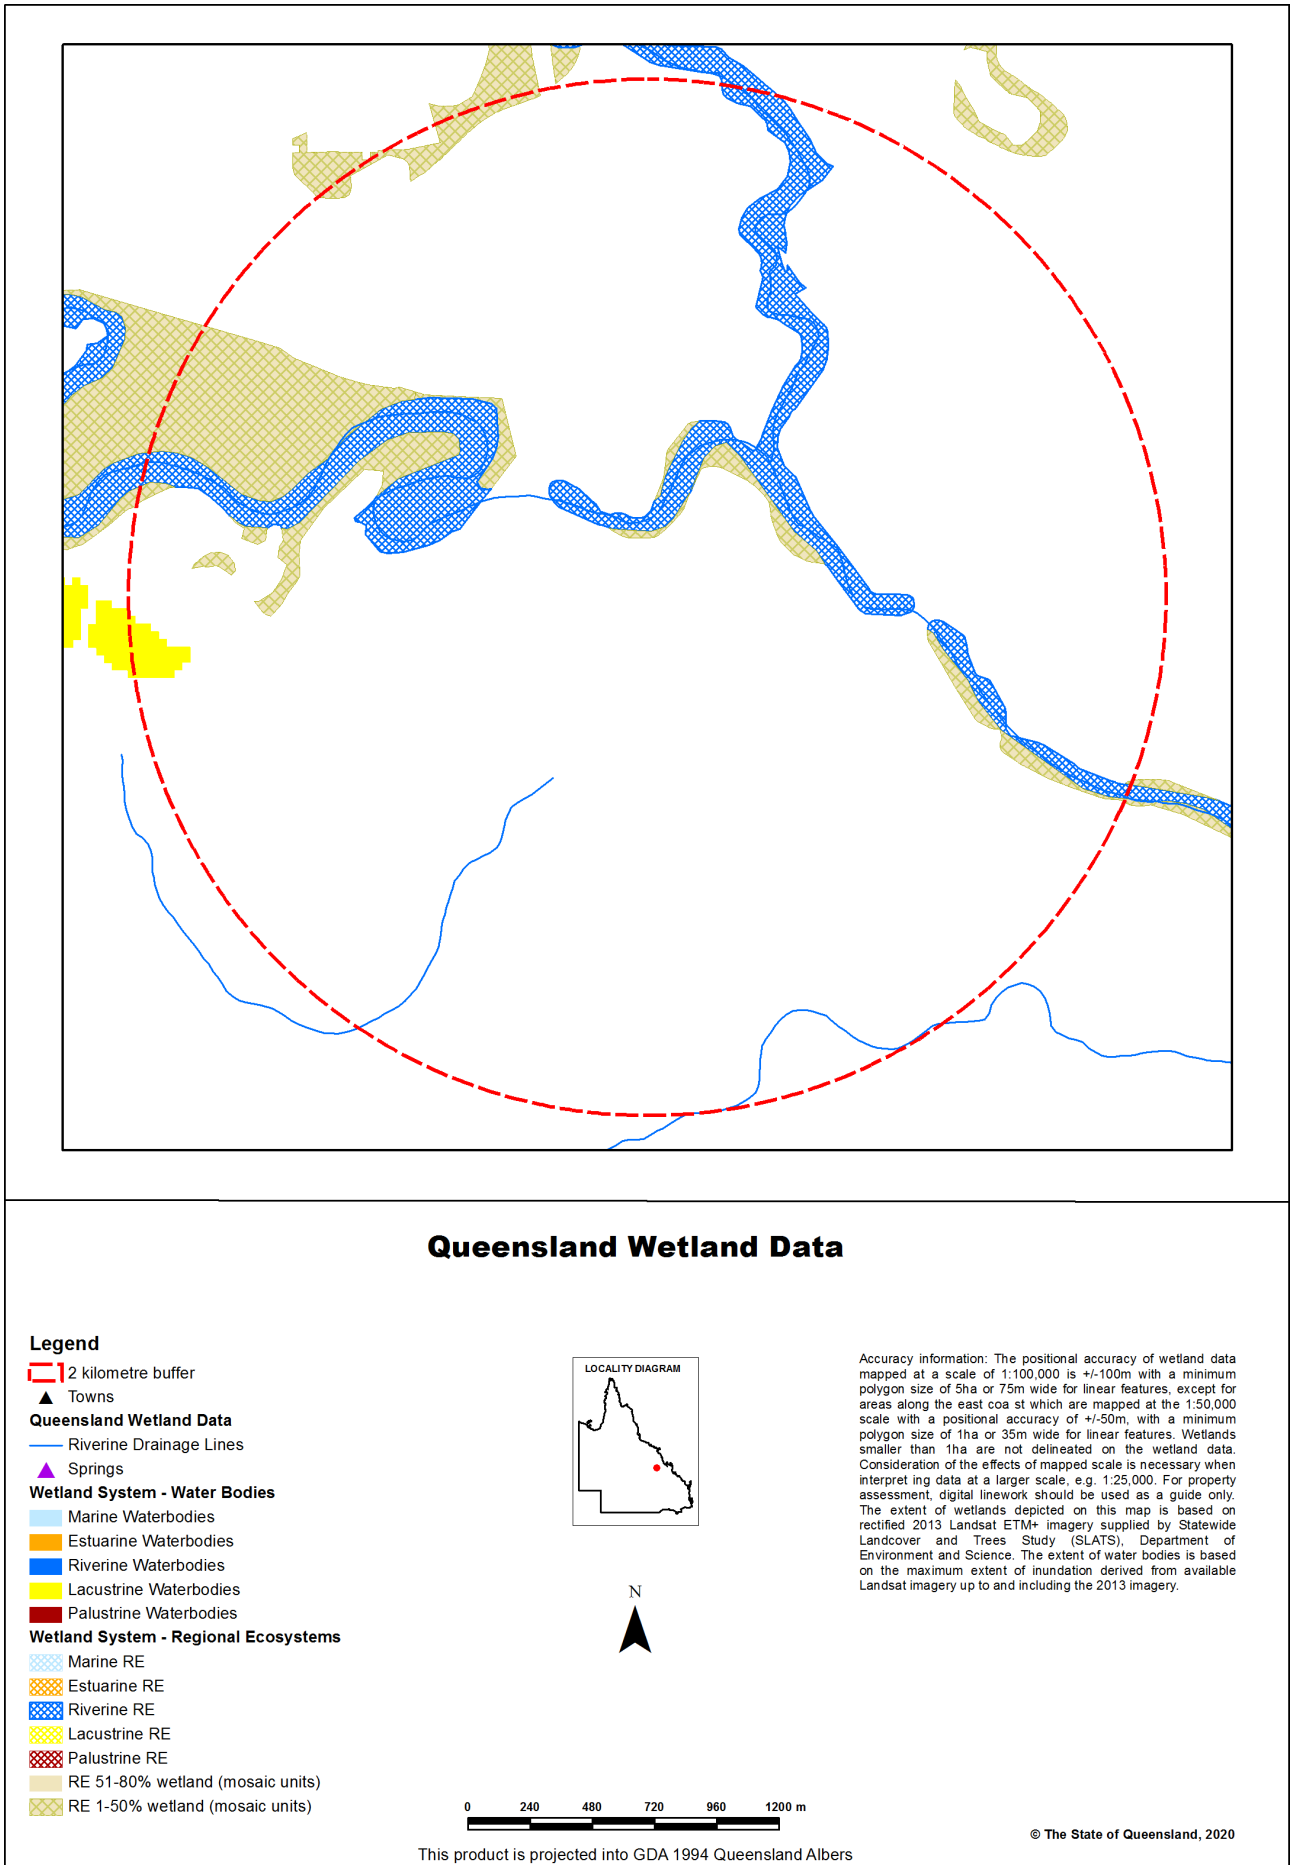 Queensland Wetland Data
Legend
2 kilometre buffer
Towns
Queensland Wetland Data
Riverine Drainage Lines
Springs
Wetland System - Water Bodies
Marine Waterbodies
Estuarine Waterbodies
Riverine Waterbodies
Lacustrine Waterbodies
Palustrine Waterbodies
Wetland System - Regional Ecosystems
Marine RE
Estuarine RE
Riverine RE
Lacustrine RE
Palustrine RE
RE 51-80% wetland (mosaic units)
RE 1-50% wetland (mosaic units)
LOCALITY DIAGRAM
N
0 240 480 720 960 1200 m
This product is projected into GDA 1994 Queensland Albers
Accuracy information: The positional accuracy of wetland data
mapped at a scale of 1:100,000 is +/-100m with a minimum
polygon size of 5ha or 75m wide for linear features, except for
areas along the east coa st which are mapped at the 1:50,000
scale with a positional accuracy of +/-50m, with a minimum
polygon size of 1ha or 35m wide for linear features. Wetlands
smaller than 1ha are not delineated on the wetland data.
Consideration of the effects of mapped scale is necessary when
interpret ing data at a larger scale, e.g. 1:25,000. For property
assessment, digital linework should be used as a guide only.
The extent of wetlands depicted on this map is based on
rectified 2013 Landsat ETM+ imagery supplied by Statewide
Landcover and Trees Study (SLATS), Department of
Environment and Science. The extent of water bodies is based
on the maximum extent of inundation derived from available
Landsat imagery up to and including the 2013 imagery.
© The State of Queensland, 2020